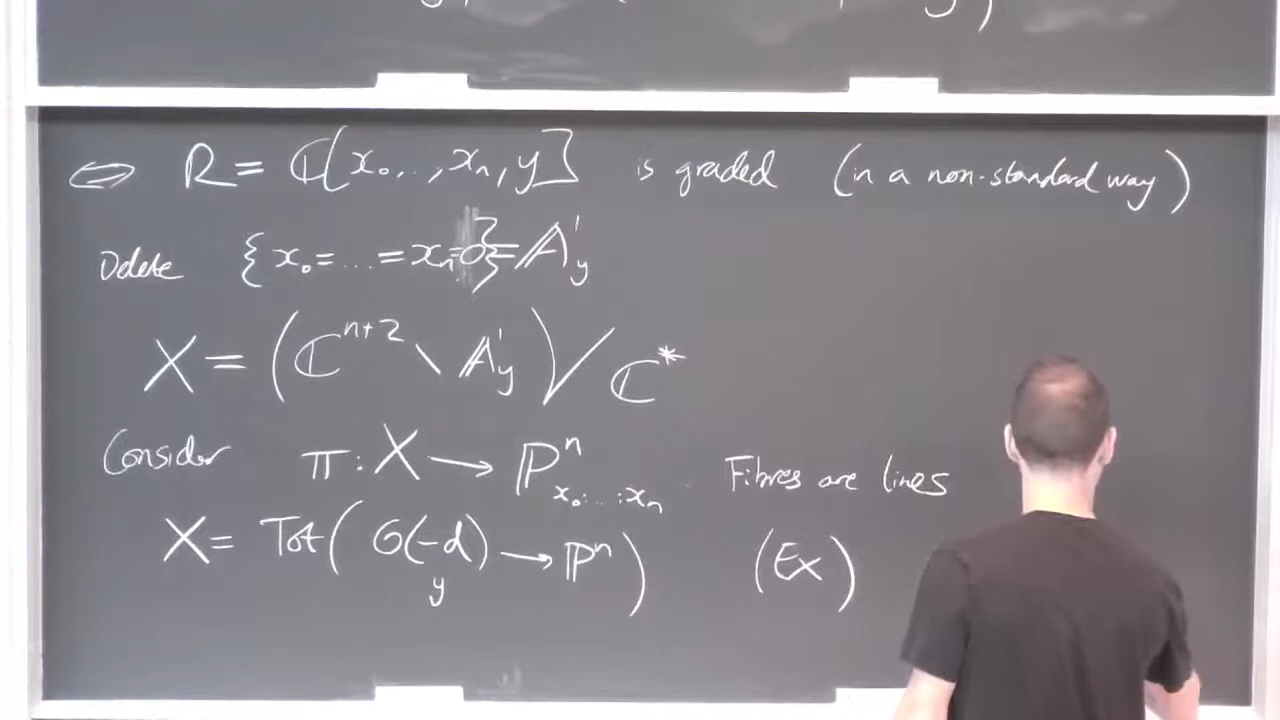 ⇔ R = ℂ[x₀,..,xₙ,y] is graded (in a non-standard way)
Delete {x₀=...=xₙ=0}=𝔸¹_y
X = (ℂⁿ⁺² \ 𝔸¹_y) / ℂ*
Consider π: X → ℙⁿ_{x₀:...:xₙ} Fibres are lines
X = Tot( 𝒪(-d)_y → ℙⁿ ) (Ex)